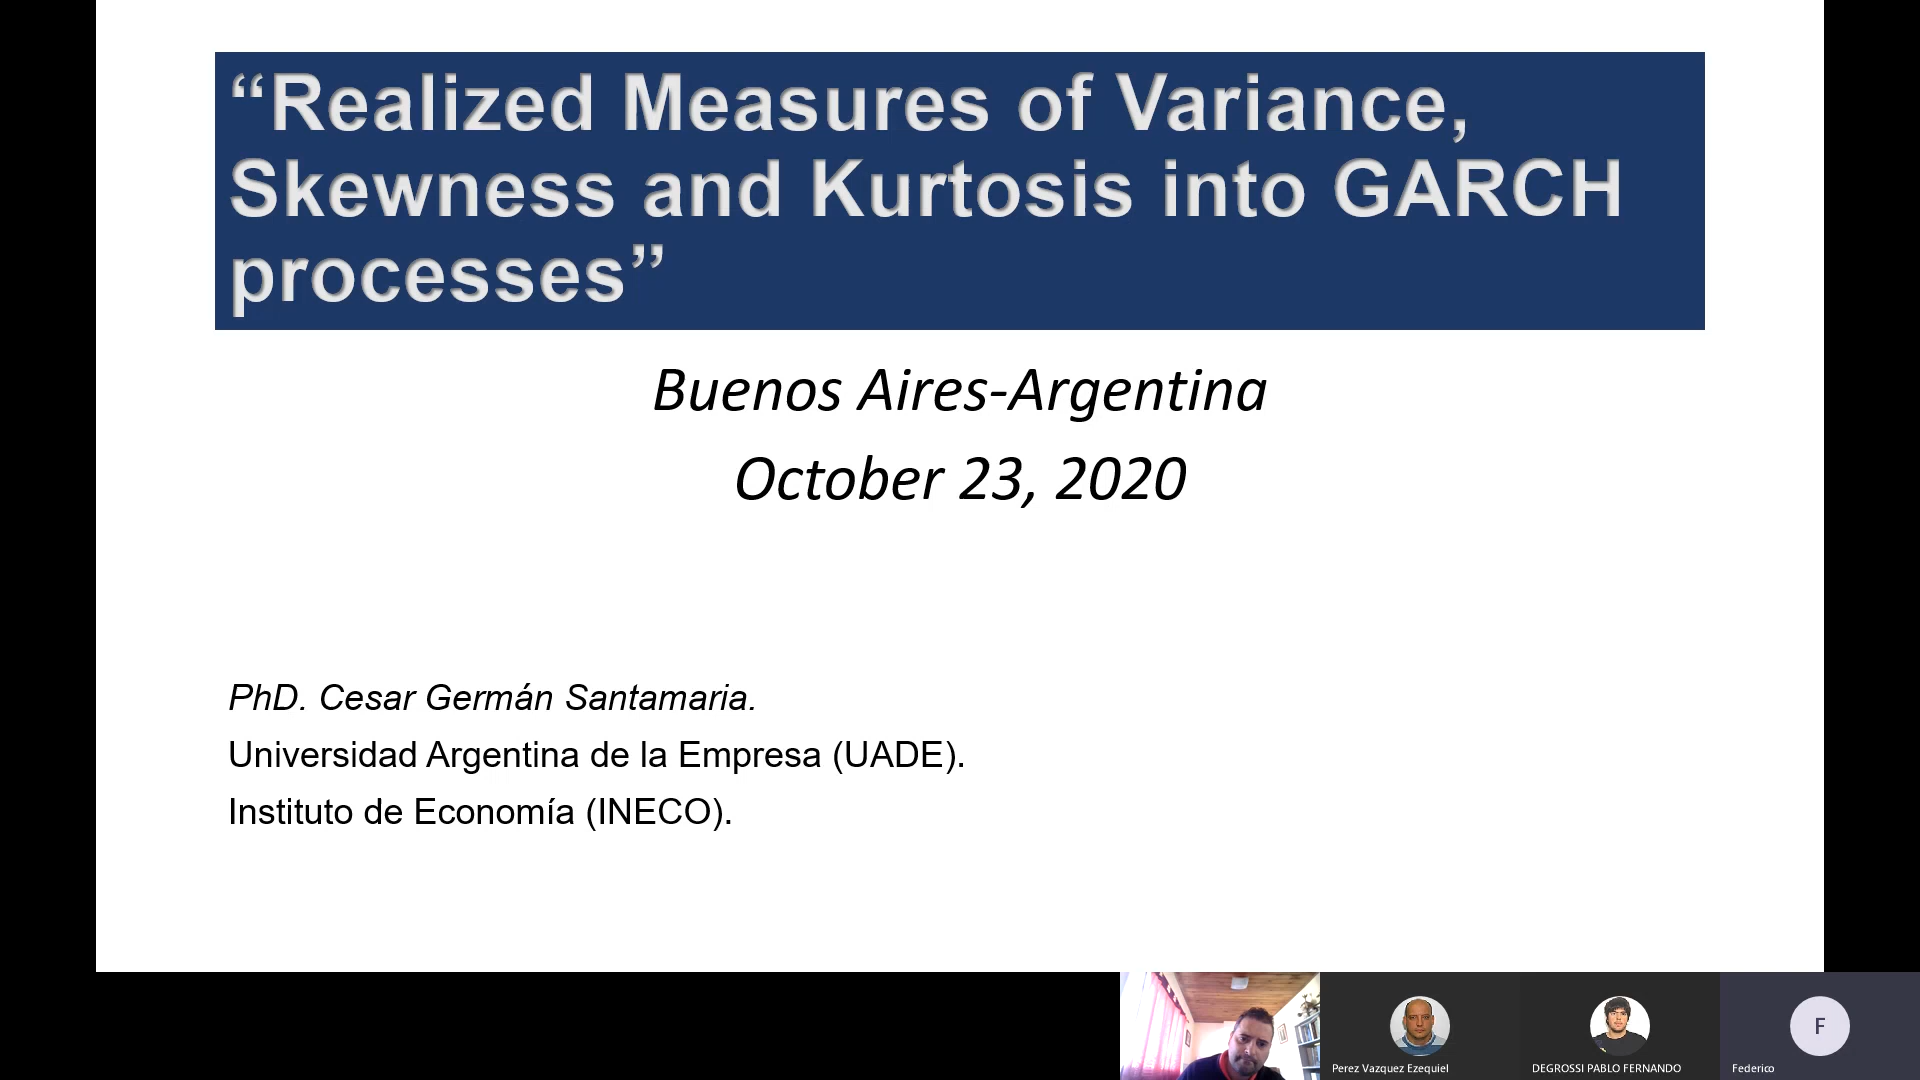 “Realized Measures of Variance,
Skewness and Kurtosis into GARCH
processes”
Buenos Aires-Argentina
October 23, 2020
PhD. Cesar Germán Santamaria.
Universidad Argentina de la Empresa (UADE).
Instituto de Economía (INECO).
F
Perez Vazquez Ezequiel
DEGROSSI PABLO FERNANDO
Federico